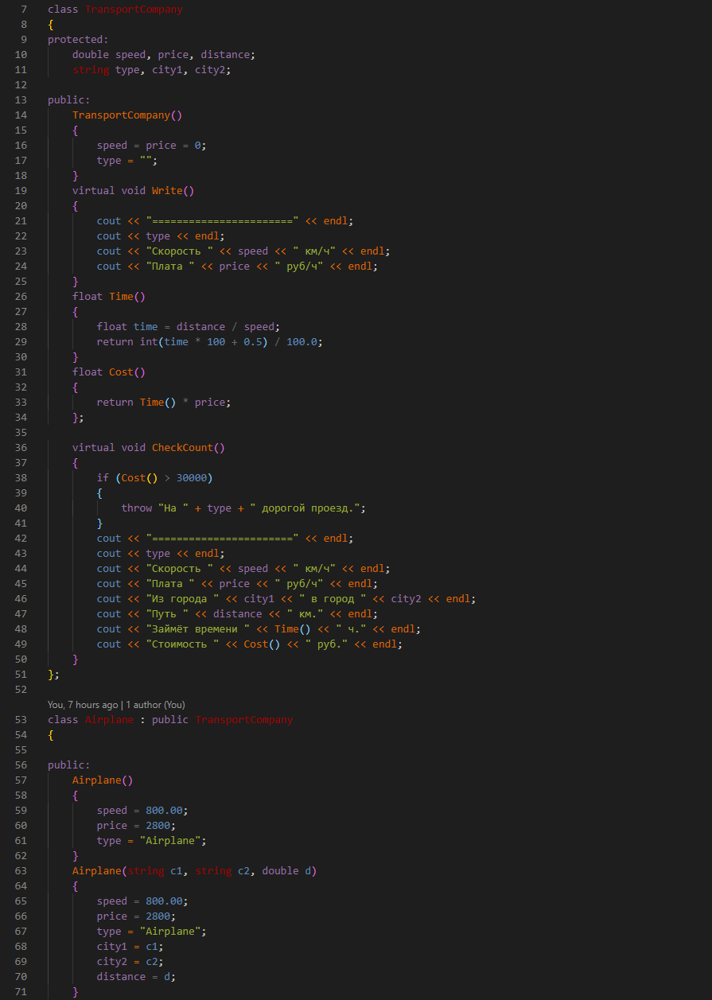 7 class TransportCompany
8 {
9 protected:
10 double speed, price, distance;
11 string type, city1, city2;
12
13 public:
14 TransportCompany()
15 {
16 speed = price = 0;
17 type = "";
18 }
19 virtual void Write()
20 {
21 cout << "=======================" << endl;
22 cout << type << endl;
23 cout << "Скорость " << speed << " км/ч" << endl;
24 cout << "Плата " << price << " руб/ч" << endl;
25 }
26 float Time()
27 {
28 float time = distance / speed;
29 return int(time * 100 + 0.5) / 100.0;
30 }
31 float Cost()
32 {
33 return Time() * price;
34 };
35
36 virtual void CheckCount()
37 {
38 if (Cost() > 30000)
39 {
40 throw "На " + type + " дорогой проезд.";
41 }
42 cout << "=======================" << endl;
43 cout << type << endl;
44 cout << "Скорость " << speed << " км/ч" << endl;
45 cout << "Плата " << price << " руб/ч" << endl;
46 cout << "Из города " << city1 << " в город " << city2 << endl;
47 cout << "Путь " << distance << " км." << endl;
48 cout << "Займёт времени " << Time() << " ч." << endl;
49 cout << "Стоимость " << Cost() << " руб." << endl;
50 }
51 };
52
You, 7 hours ago | 1 author (You)
53 class Airplane : public TransportCompany
54 {
55
56 public:
57 Airplane()
58 {
59 speed = 800.00;
60 price = 2800;
61 type = "Airplane";
62 }
63 Airplane(string c1, string c2, double d)
64 {
65 speed = 800.00;
66 price = 2800;
67 type = "Airplane";
68 city1 = c1;
69 city2 = c2;
70 distance = d;
71 }